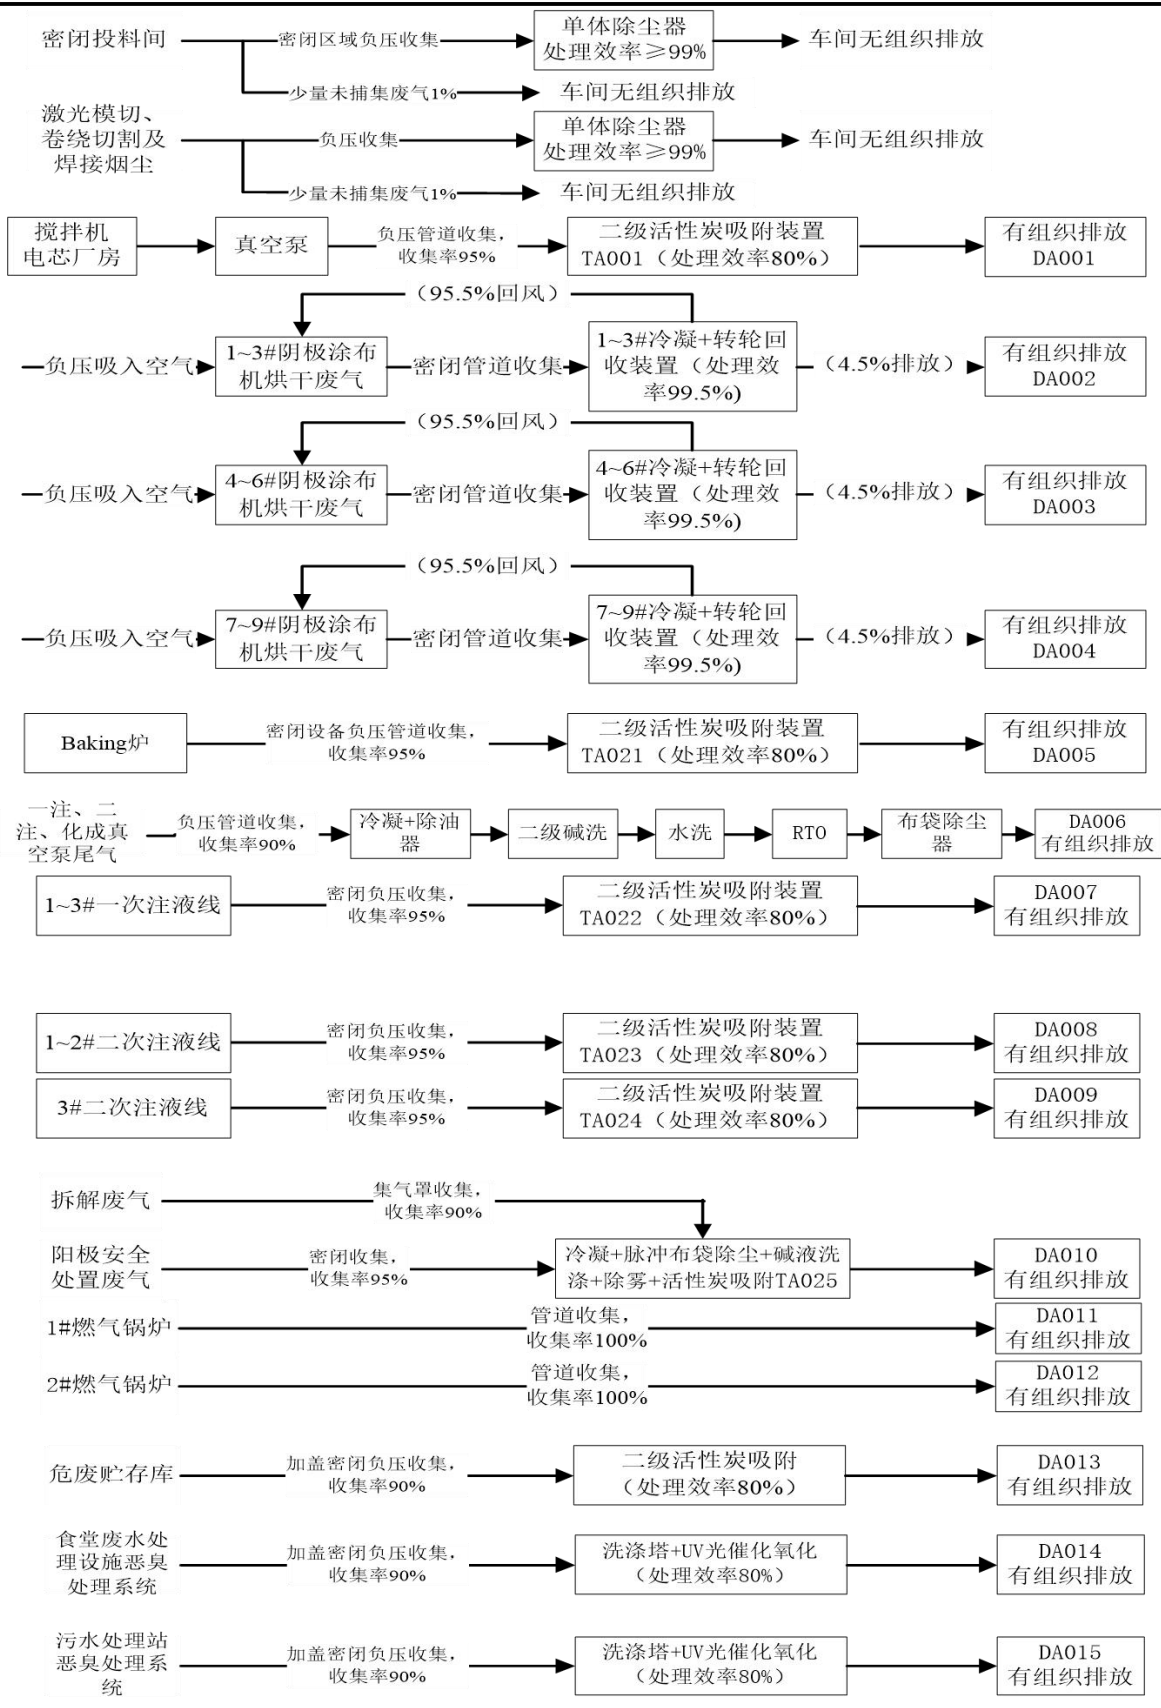 密闭投料间
密闭区域负压收集
单体除尘器
处理效率≥99%
车间无组织排放
少量未捕集废气1%
车间无组织排放
激光模切、
卷绕切割及
焊接烟尘
负压收集
单体除尘器
处理效率≥99%
车间无组织排放
少量未捕集废气1%
车间无组织排放
搅拌机
电芯厂房
真空泵
负压管道收集，
收集率95%
二级活性炭吸附装置
TA001（处理效率80%）
有组织排放
DA001
（95.5%回风）
负压吸入空气
1~3#阴极涂布
机烘干废气
密闭管道收集
1~3#冷凝+转轮回
收装置（处理效
率99.5%)
（4.5%排放）
有组织排放
DA002
（95.5%回风）
负压吸入空气
4~6#阴极涂布
机烘干废气
密闭管道收集
4~6#冷凝+转轮回
收装置（处理效
率99.5%)
（4.5%排放）
有组织排放
DA003
（95.5%回风）
负压吸入空气
7~9#阴极涂布
机烘干废气
密闭管道收集
7~9#冷凝+转轮回
收装置（处理效
率99.5%)
（4.5%排放）
有组织排放
DA004
Baking炉
密闭设备负压管道收集，
收集率95%
二级活性炭吸附装置
TA021（处理效率80%）
有组织排放
DA005
一注、二
注、化成真
空泵尾气
负压管道收集，
收集率90%
冷凝+除油
器
二级碱洗
水洗
RTO
布袋除尘
器
DA006
有组织排放
1~3#一次注液线
密闭负压收集，
收集率95%
二级活性炭吸附装置
TA022（处理效率80%）
DA007
有组织排放
1~2#二次注液线
密闭负压收集，
收集率95%
二级活性炭吸附装置
TA023（处理效率80%）
DA008
有组织排放
3#二次注液线
密闭负压收集，
收集率95%
二级活性炭吸附装置
TA024（处理效率80%）
DA009
有组织排放
拆解废气
集气罩收集，
收集率90%
阳极安全
处置废气
密闭收集，
收集率95%
冷凝+脉冲布袋除尘+碱液洗
涤+除雾+活性炭吸附TA025
DA010
有组织排放
1#燃气锅炉
管道收集，
收集率100%
DA011
有组织排放
2#燃气锅炉
管道收集，
收集率100%
DA012
有组织排放
危废贮存库
加盖密闭负压收集，
收集率90%
二级活性炭吸附
（处理效率80%）
DA013
有组织排放
食堂废水处
理设施恶臭
处理系统
加盖密闭负压收集，
收集率90%
洗涤塔+UV光催化氧化
（处理效率80%）
DA014
有组织排放
污水处理站
恶臭处理系
统
加盖密闭负压收集，
收集率90%
洗涤塔+UV光催化氧化
（处理效率80%）
DA015
有组织排放